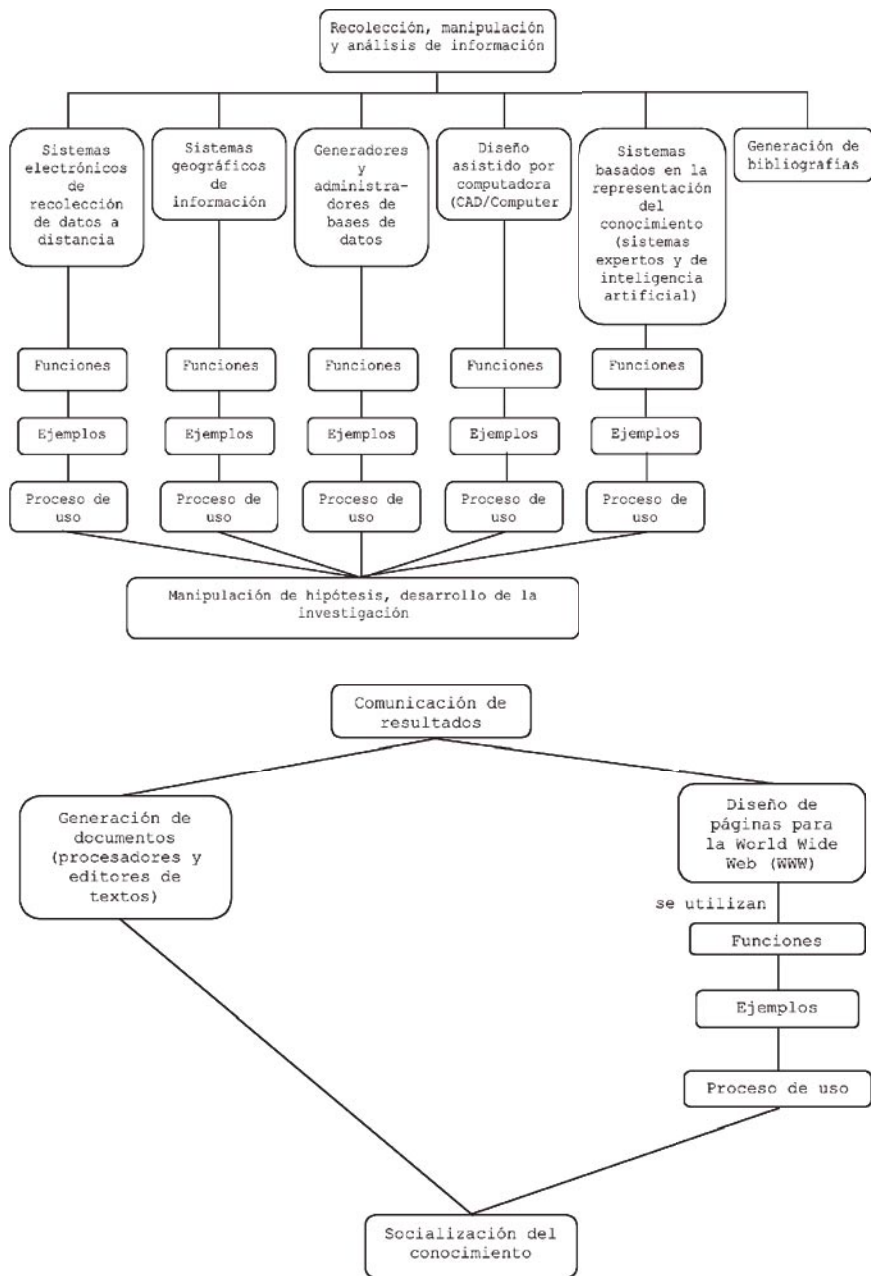 Recolección, manipulación
y análisis de información
Sistemas
electrónicos
de
recolección
de datos a
distancia
Sistemas
geográficos
de
información
Generadores
y
administra-
dores de
bases de
datos
Diseño
asistido por
computadora
(CAD/Computer
Sistemas
basados en la
representación
del
conocimiento
(sistemas
expertos y de
inteligencia
artificial)
Generación de
bibliografías
Funciones
Funciones
Funciones
Funciones
Funciones
Ejemplos
Ejemplos
Ejemplos
Ejemplos
Ejemplos
Proceso de
uso
Proceso de
uso
Proceso de
uso
Proceso de
uso
Proceso de
uso
Manipulación de hipótesis, desarrollo de la
investigación
Comunicación de
resultados
Generación de
documentos
(procesadores y
editores de
textos)
Diseño de
páginas para
la World Wide
Web (WWW)
se utilizan
Funciones
Ejemplos
Proceso de uso
Socialización del
conocimiento